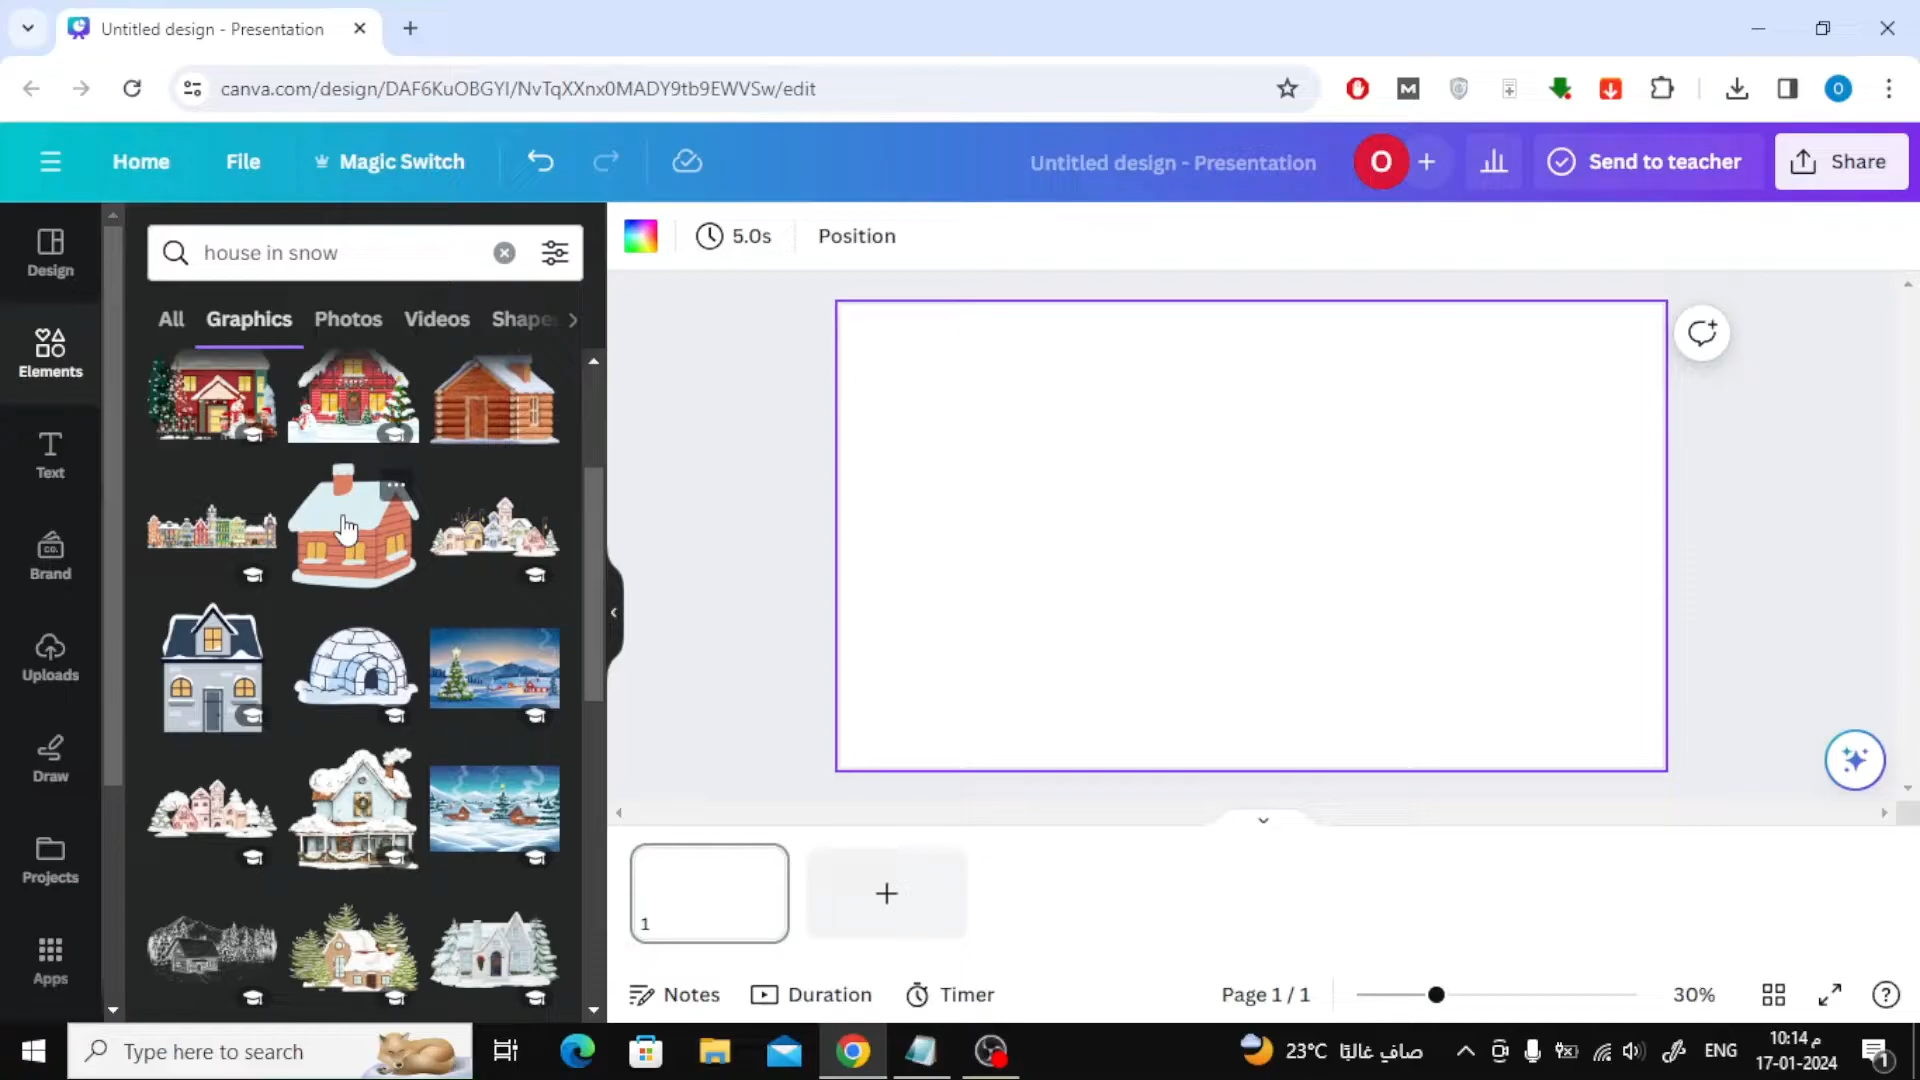 Untitled design - Presentation
canva.com/design/DAF6KuOBGYI/NvTqXXnx0MADY9tb9EWVSw/edit
O
Home
File
Magic Switch
Untitled design - Presentation
O
Send to teacher
Share
Design
Elements
Text
Brand
Uploads
Draw
Projects
Apps
house in snow
All
Graphics
Photos
Videos
Shape
5.0s
Position
1
Notes
Duration
Timer
Page 1 / 1
30%
Type here to search
23°C
صافٍ غالبًا
ENG
10:14 م
17-01-2024
1